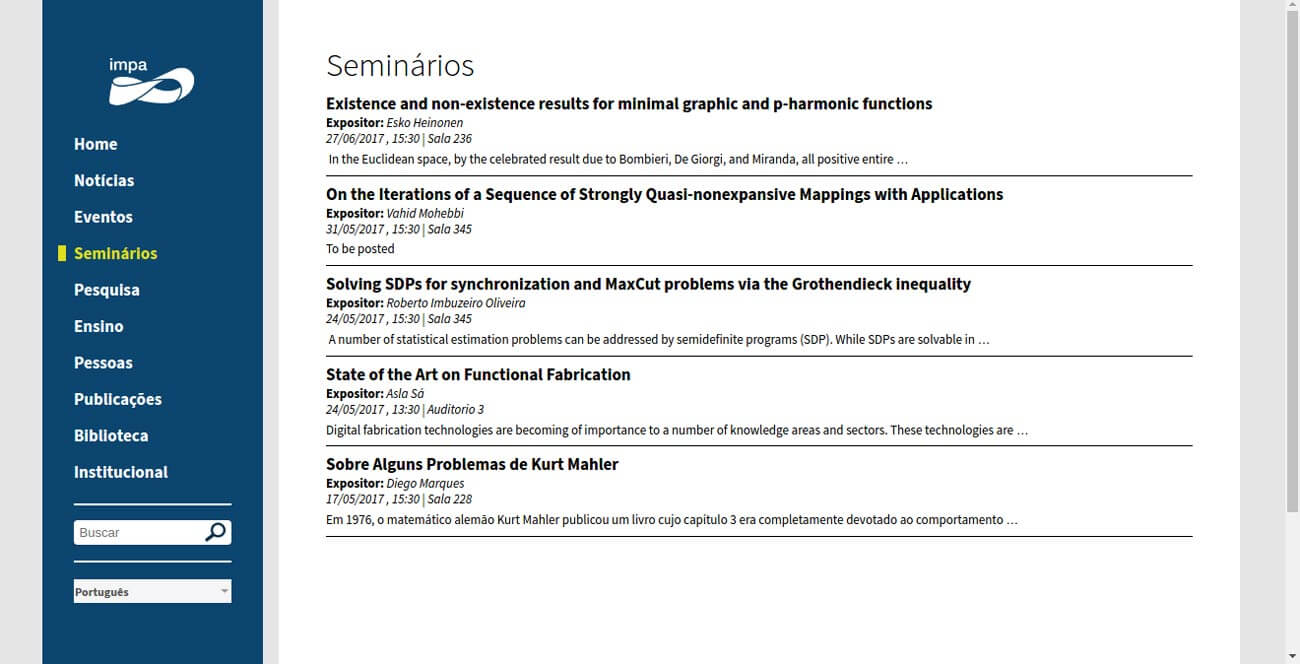 impa
Home
Notícias
Eventos
Seminários
Pesquisa
Ensino
Pessoas
Publicações
Biblioteca
Institucional
Buscar
Português
Seminários
Existence and non-existence results for minimal graphic and p-harmonic functions
Expositor: Esko Heinonen
27/06/2017 , 15:30 | Sala 236
In the Euclidean space, by the celebrated result due to Bombieri, De Giorgi, and Miranda, all positive entire …
On the Iterations of a Sequence of Strongly Quasi-nonexpansive Mappings with Applications
Expositor: Vahid Mohebbi
31/05/2017 , 15:30 | Sala 345
To be posted
Solving SDPs for synchronization and MaxCut problems via the Grothendieck inequality
Expositor: Roberto Imbuzeiro Oliveira
24/05/2017 , 15:30 | Sala 345
A number of statistical estimation problems can be addressed by semidefinite programs (SDP). While SDPs are solvable in …
State of the Art on Functional Fabrication
Expositor: Asla Sá
24/05/2017 , 13:30 | Auditorio 3
Digital fabrication technologies are becoming of importance to a number of knowledge areas and sectors. These technologies are …
Sobre Alguns Problemas de Kurt Mahler
Expositor: Diego Marques
17/05/2017 , 15:30 | Sala 228
Em 1976, o matemático alemão Kurt Mahler publicou um livro cujo capítulo 3 era completamente devotado ao comportamento …